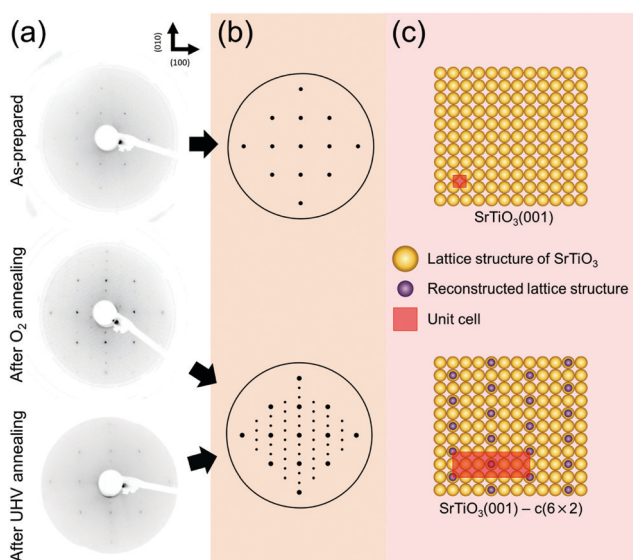 (a)
(b)
(c)
(010)
(100)
As-prepared
After O₂ annealing
After UHV annealing
SrTiO₃(001)
Lattice structure of SrTiO₃
Reconstructed lattice structure
Unit cell
SrTiO₃(001) – c(6×2)